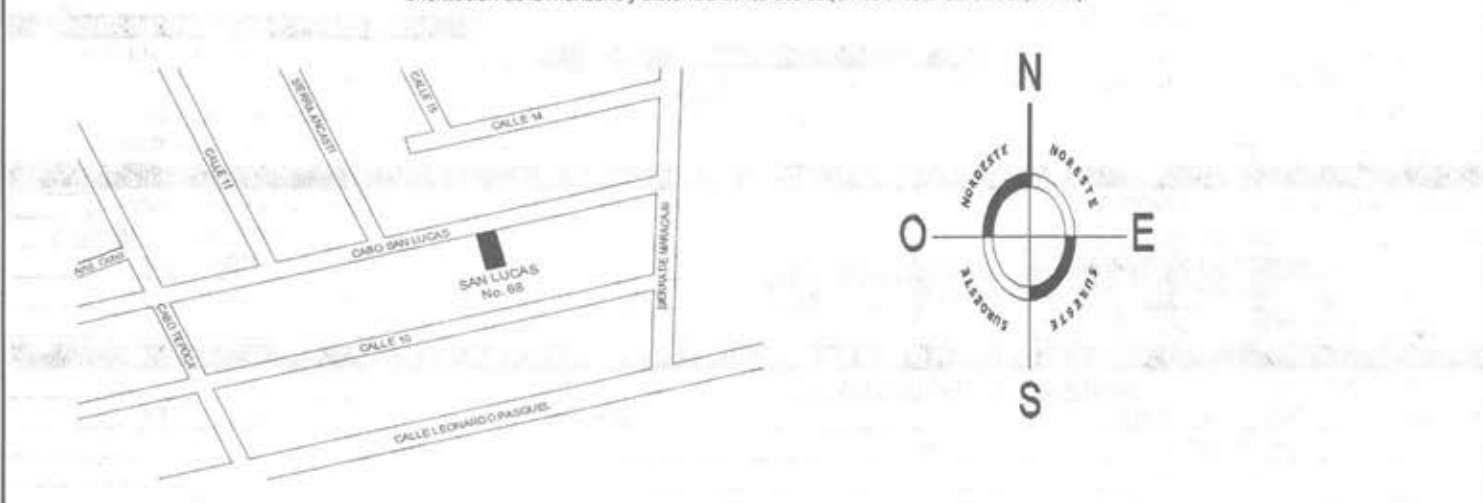 N
CALLE 15
SIERRA ANCASTI
CALLE 14
CALLE 11
NOROESTE
NORESTE
CABO SAN LUCAS
SIERRA DE MARACAJU
O
E
SAN LUCAS
No. 68
CABO TEPOCA
CALLE 10
SUROESTE
SURESTE
CALLE LEONARDO PASQUEL
S